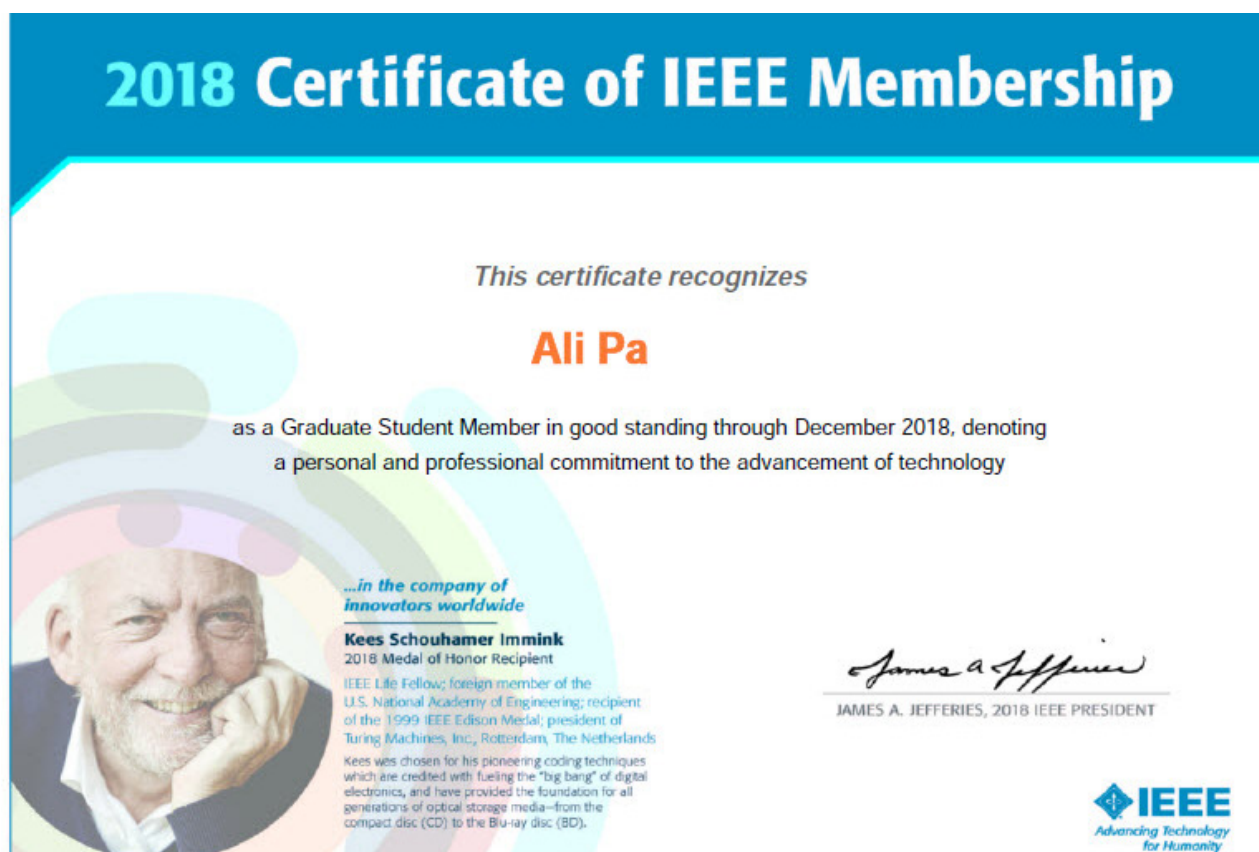 2018 Certificate of IEEE Membership
This certificate recognizes
Ali Pa
as a Graduate Student Member in good standing through December 2018, denoting
a personal and professional commitment to the advancement of technology
...in the company of
innovators worldwide
Kees Schouhamer Immink
2018 Medal of Honor Recipient
IEEE Life Fellow; foreign member of the
U.S. National Academy of Engineering; recipient
of the 1999 IEEE Edison Medal; president of
Turing Machines, Inc., Rotterdam, The Netherlands
Kees was chosen for his pioneering coding techniques
which are credited with fueling the "big bang" of digital
electronics, and have provided the foundation for all
generations of optical storage media—from the
compact disc (CD) to the Blu-ray disc (BD).
James A Jefferies
JAMES A. JEFFERIES, 2018 IEEE PRESIDENT
IEEE
Advancing Technology
for Humanity